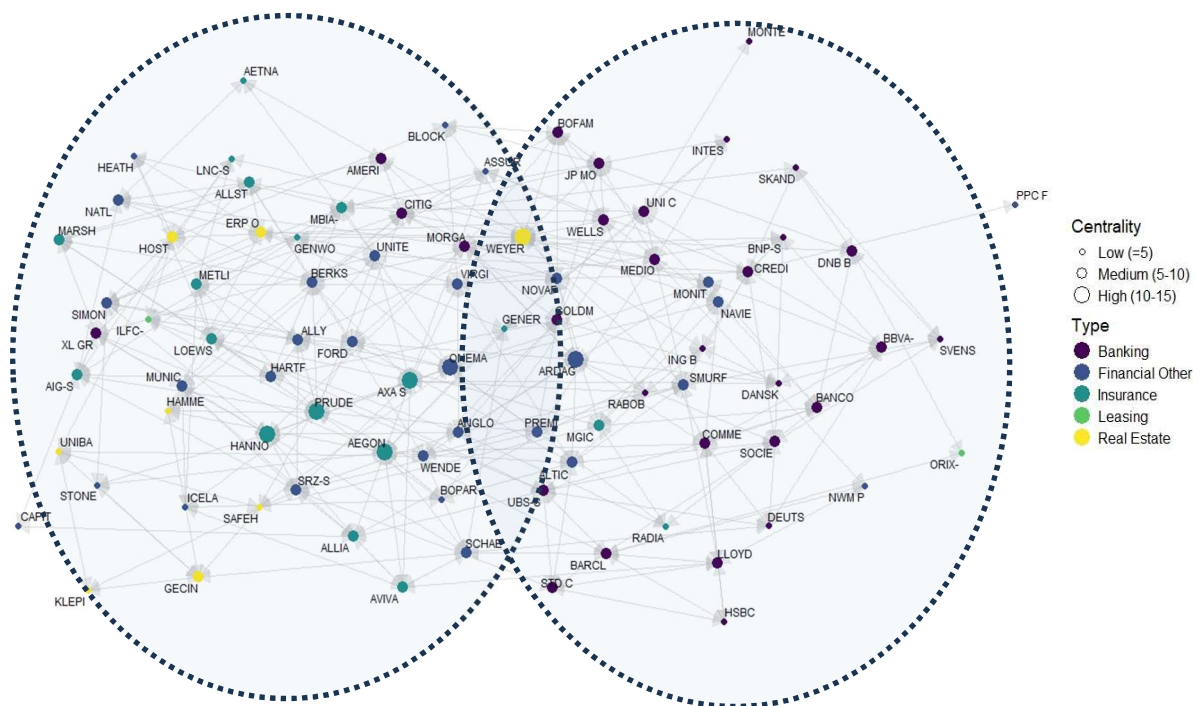 MONTE
AETNA
BLOCK
BOFAM
INTES
HEATH
LNC-S
AMERI
ASSUR
JP MO
SKAND
ALLST
NATL
MBIA-
CITIG
UNI C
PPC F
MARSH
HOST
ERP O
GENWO
UNITE
MORGA
WEYER
WELLS
BNP-S
METLI
BERKS
VIRGI
NOVAF
MEDIO
MONIT
CREDI
DNB B
SIMON
ILFC-
GENER
GOLDM
NAVIE
XL GR
LOEWS
ALLY
FORD
ONEMA
ARDAG
ING B
BBVA-
SVENS
AIG-S
MUNIC
HARTF
AXA S
RABOB
SMURF
DANSK
BANCO
HAMME
PRUDE
UNIBA
HANNO
AEGON
ANGLO
PREMI
MGIC
COMME
SOCIE
ORIX-
STONE
ICELA
SRZ-S
WENDE
BOPAR
ALTIC
UBS-S
NWM P
CAPIT
SAFEH
ALLIA
SCHAE
RADIA
DEUTS
KLEPI
GECIN
AVIVA
STD C
BARCL
LLOYD
HSBC
Centrality
Low (=5)
Medium (5-10)
High (10-15)
Type
Banking
Financial Other
Insurance
Leasing
Real Estate